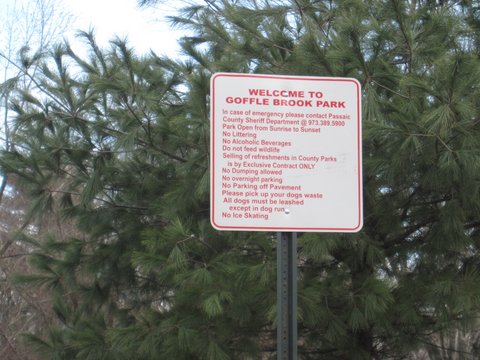 WELCOME TO
GOFFLE BROOK PARK
In case of emergency please contact Passaic
County Sheriff Department @ 973.389.5900
Park Open from Sunrise to Sunset
No Littering
No Alcoholic Beverages
Do not feed wildlife
Selling of refreshments in County Parks
is by Exclusive Contract ONLY
No Dumping allowed
No overnight parking
No Parking off Pavement
Please pick up your dogs waste
All dogs must be leashed
except in dog run
No Ice Skating